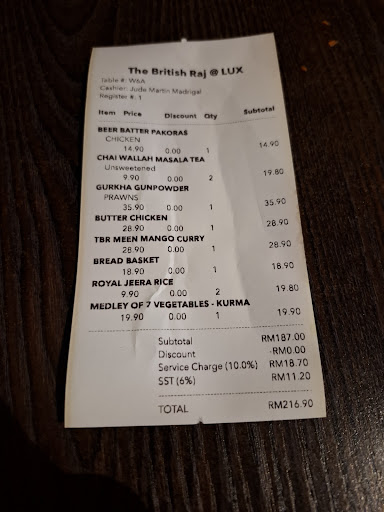 The British Raj @ LUX
Table #: W6A
Cashier: Jude Martin Madrigal
Register #: 1
Item Price Discount Qty Subtotal
BEER BATTER PAKORAS
CHICKEN
14.90 0.00 1 14.90
CHAI WALLAH MASALA TEA
Unsweetened
9.90 0.00 2 19.80
GURKHA GUNPOWDER
PRAWNS
35.90 0.00 1 35.90
BUTTER CHICKEN
28.90 0.00 1 28.90
TBR MEEN MANGO CURRY
28.90 0.00 1 28.90
BREAD BASKET
18.90 0.00 1 18.90
ROYAL JEERA RICE
9.90 0.00 2 19.80
MEDLEY OF 7 VEGETABLES - KURMA
19.90 0.00 1 19.90
Subtotal RM187.00
Discount -RM0.00
Service Charge (10.0%) RM18.70
SST (6%) RM11.20
TOTAL RM216.90